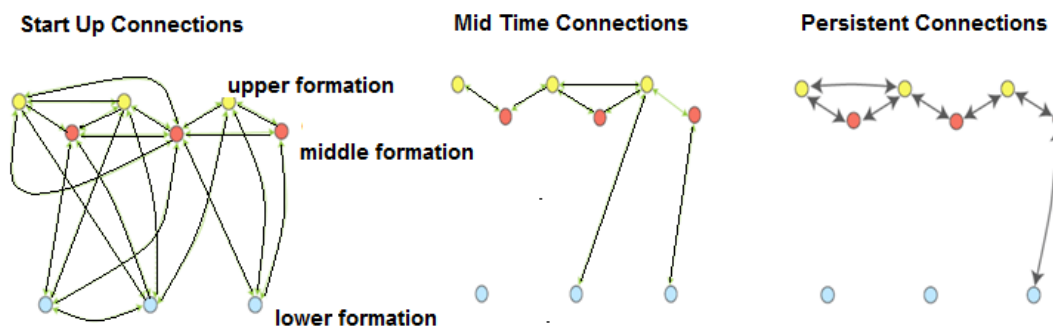 Start Up Connections
Mid Time Connections
Persistent Connections
upper formation
middle formation
lower formation